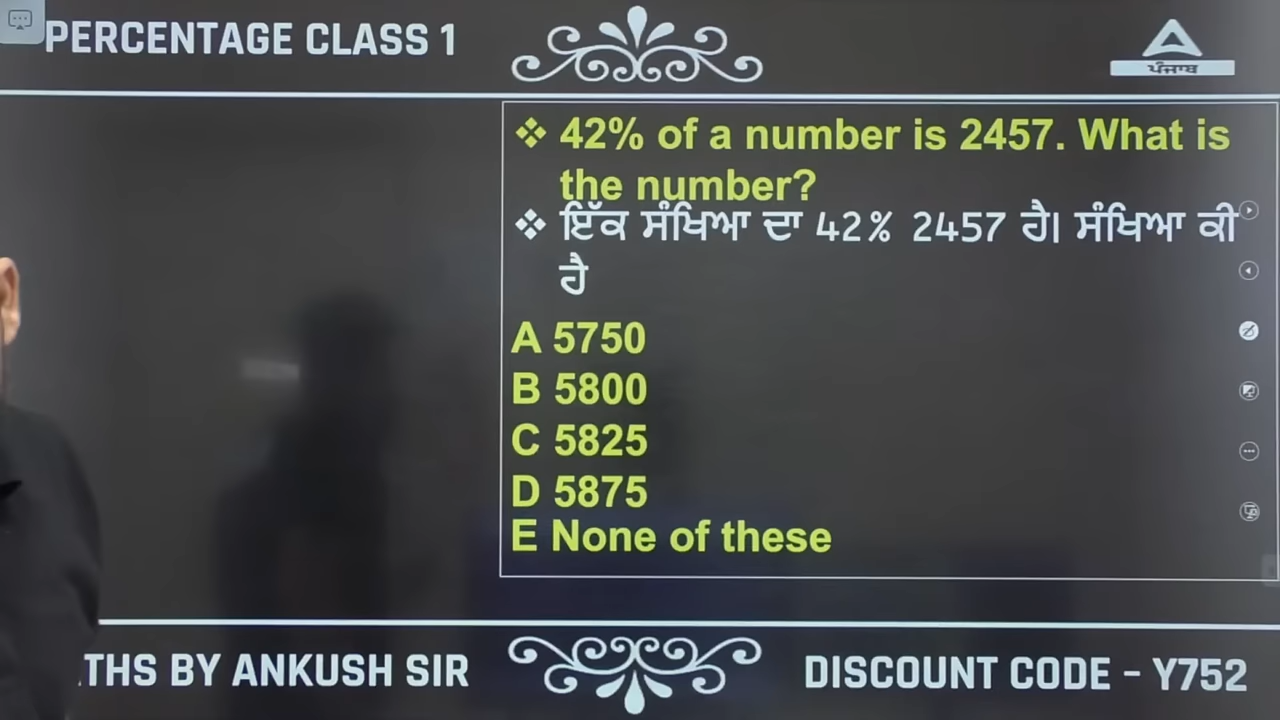 PERCENTAGE CLASS 1
ਪੰਜਾਬ
❖ 42% of a number is 2457. What is
the number?
❖ ਇੱਕ ਸੰਖਿਆ ਦਾ 42% 2457 ਹੈ। ਸੰਖਿਆ ਕੀ
ਹੈ
A 5750
B 5800
C 5825
D 5875
E None of these
THS BY ANKUSH SIR
DISCOUNT CODE - Y752